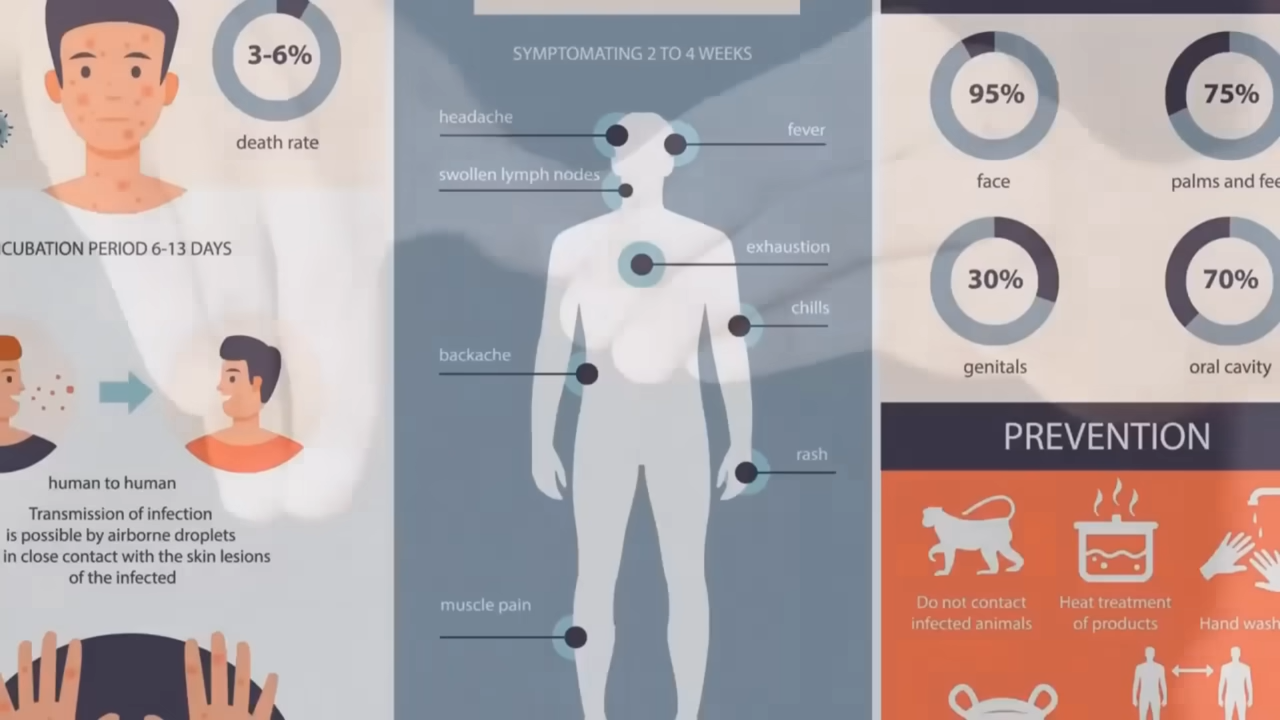 3-6%
death rate
INCUBATION PERIOD 6-13 DAYS
human to human
Transmission of infection
is possible by airborne droplets
in close contact with the skin lesions
of the infected
SYMPTOMATING 2 TO 4 WEEKS
headache
fever
swollen lymph nodes
exhaustion
chills
backache
rash
muscle pain
95%
75%
face
palms and fee
30%
70%
genitals
oral cavity
PREVENTION
Do not contact
infected animals
Heat treatment
of products
Hand wash